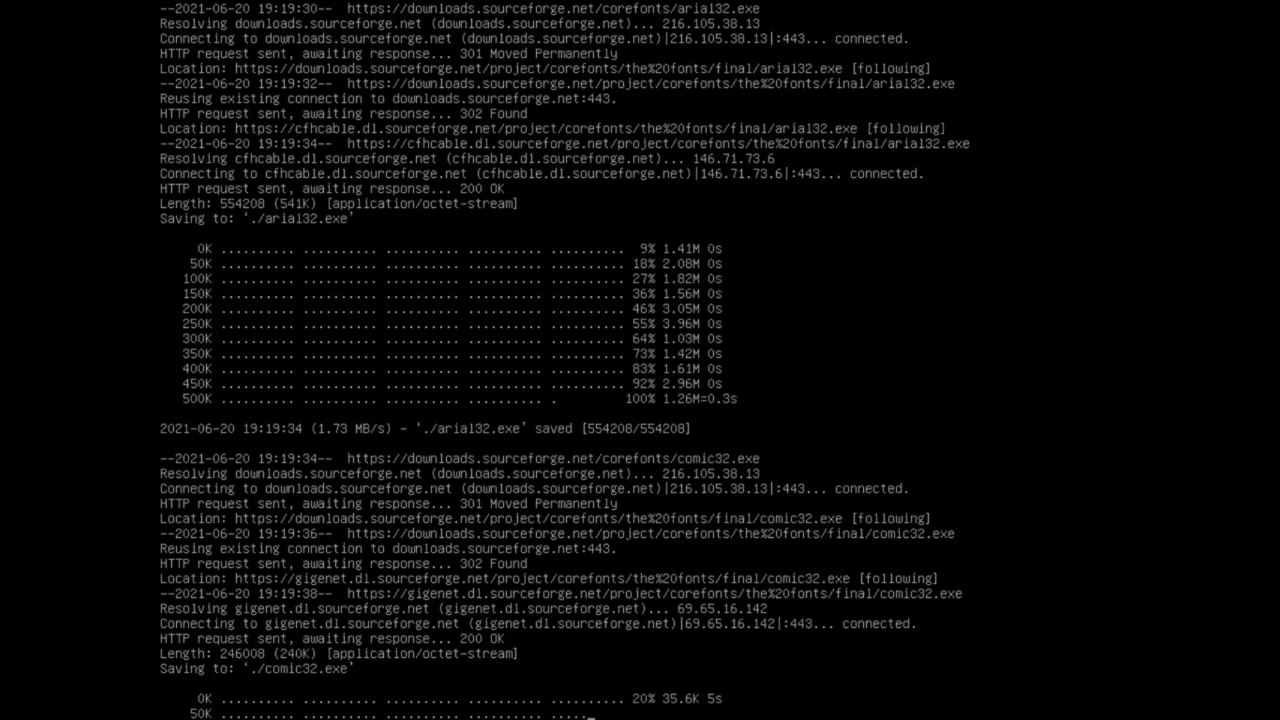 --2021-06-20 19:19:30--  https://downloads.sourceforge.net/corefonts/arial32.exe
Resolving downloads.sourceforge.net (downloads.sourceforge.net)... 216.105.38.13
Connecting to downloads.sourceforge.net (downloads.sourceforge.net)|216.105.38.13|:443... connected.
HTTP request sent, awaiting response... 301 Moved Permanently
Location: https://downloads.sourceforge.net/project/corefonts/the%20fonts/final/arial32.exe [following]
--2021-06-20 19:19:32--  https://downloads.sourceforge.net/project/corefonts/the%20fonts/final/arial32.exe
Reusing existing connection to downloads.sourceforge.net:443.
HTTP request sent, awaiting response... 302 Found
Location: https://cfhcable.dl.sourceforge.net/project/corefonts/the%20fonts/final/arial32.exe [following]
--2021-06-20 19:19:34--  https://cfhcable.dl.sourceforge.net/project/corefonts/the%20fonts/final/arial32.exe
Resolving cfhcable.dl.sourceforge.net (cfhcable.dl.sourceforge.net)... 146.71.73.6
Connecting to cfhcable.dl.sourceforge.net (cfhcable.dl.sourceforge.net)|146.71.73.6|:443... connected.
HTTP request sent, awaiting response... 200 OK
Length: 554208 (541K) [application/octet-stream]
Saving to: ‘./arial32.exe’
0K .......... .......... .......... .......... .......... 9% 1.41M 0s
50K .......... .......... .......... .......... .......... 18% 2.08M 0s
100K .......... .......... .......... .......... .......... 27% 1.82M 0s
150K .......... .......... .......... .......... .......... 36% 1.56M 0s
200K .......... .......... .......... .......... .......... 46% 3.05M 0s
250K .......... .......... .......... .......... .......... 55% 3.96M 0s
300K .......... .......... .......... .......... .......... 64% 1.03M 0s
350K .......... .......... .......... .......... .......... 73% 1.42M 0s
400K .......... .......... .......... .......... .......... 83% 1.61M 0s
450K .......... .......... .......... .......... .......... 92% 2.96M 0s
500K .......... .......... .......... .......... . 100% 1.26M=0.3s
2021-06-20 19:19:34 (1.73 MB/s) - ‘./arial32.exe’ saved [554208/554208]
--2021-06-20 19:19:34--  https://downloads.sourceforge.net/corefonts/comic32.exe
Resolving downloads.sourceforge.net (downloads.sourceforge.net)... 216.105.38.13
Connecting to downloads.sourceforge.net (downloads.sourceforge.net)|216.105.38.13|:443... connected.
HTTP request sent, awaiting response... 301 Moved Permanently
Location: https://downloads.sourceforge.net/project/corefonts/the%20fonts/final/comic32.exe [following]
--2021-06-20 19:19:36--  https://downloads.sourceforge.net/project/corefonts/the%20fonts/final/comic32.exe
Reusing existing connection to downloads.sourceforge.net:443.
HTTP request sent, awaiting response... 302 Found
Location: https://gigenet.dl.sourceforge.net/project/corefonts/the%20fonts/final/comic32.exe [following]
--2021-06-20 19:19:38--  https://gigenet.dl.sourceforge.net/project/corefonts/the%20fonts/final/comic32.exe
Resolving gigenet.dl.sourceforge.net (gigenet.dl.sourceforge.net)... 69.65.16.142
Connecting to gigenet.dl.sourceforge.net (gigenet.dl.sourceforge.net)|69.65.16.142|:443... connected.
HTTP request sent, awaiting response... 200 OK
Length: 246008 (240K) [application/octet-stream]
Saving to: ‘./comic32.exe’
0K .......... .......... .......... .......... .......... 20% 35.6K 5s
50K .......... .......... .......... .......... ....._